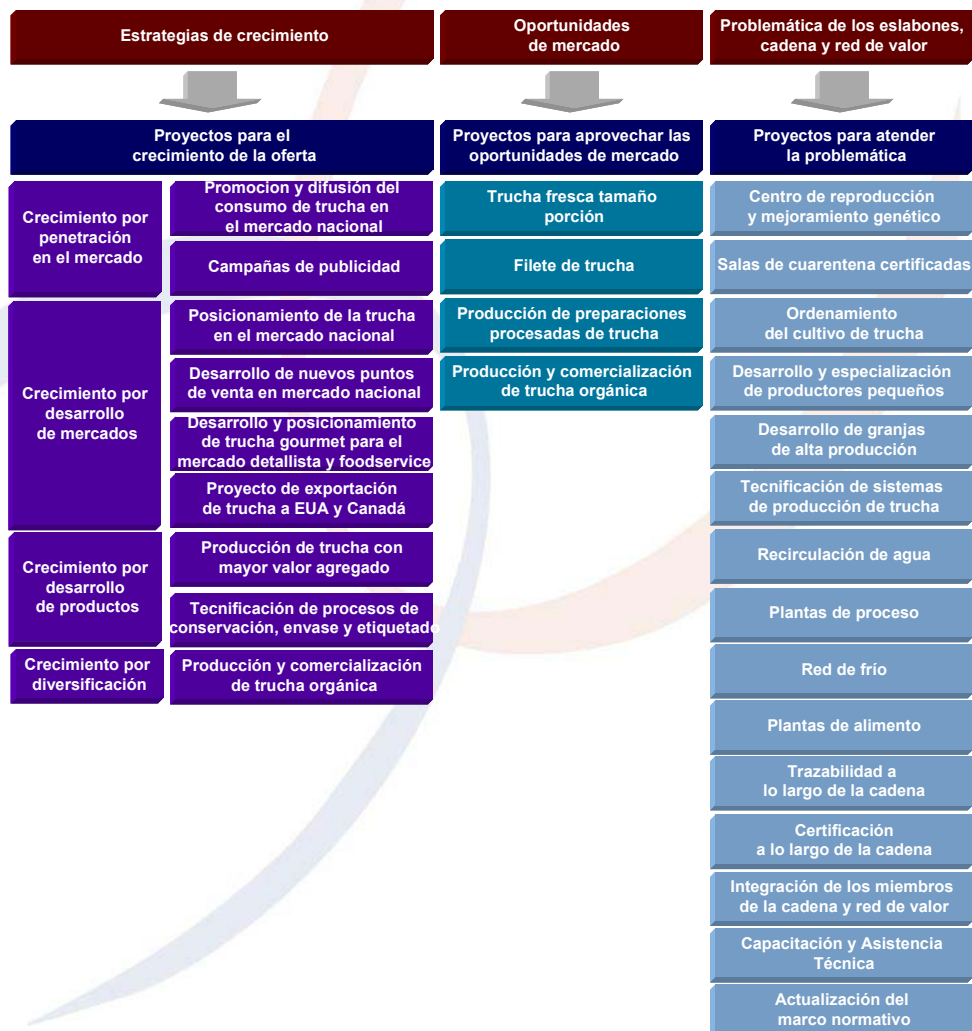 Estrategias de crecimiento
Oportunidades
de mercado
Problemática de los eslabones,
cadena y red de valor
Proyectos para el
crecimiento de la oferta
Proyectos para aprovechar las
oportunidades de mercado
Proyectos para atender
la problemática
Crecimiento por
penetración
en el mercado
Promocion y difusión del
consumo de trucha en
el mercado nacional
Campañas de publicidad
Crecimiento por
desarrollo
de mercados
Posicionamiento de la trucha
en el mercado nacional
Desarrollo de nuevos puntos
de venta en mercado nacional
Desarrollo y posicionamiento
de trucha gourmet para el
mercado detallista y foodservice
Proyecto de exportación
de trucha a EUA y Canadá
Crecimiento por
desarrollo
de productos
Producción de trucha con
mayor valor agregado
Tecnificación de procesos de
conservación, envase y etiquetado
Crecimiento por
diversificación
Producción y comercialización
de trucha orgánica
Trucha fresca tamaño
porción
Filete de trucha
Producción de preparaciones
procesadas de trucha
Producción y comercialización
de trucha orgánica
Centro de reproducción
y mejoramiento genético
Salas de cuarentena certificadas
Ordenamiento
del cultivo de trucha
Desarrollo y especialización
de productores pequeños
Desarrollo de granjas
de alta producción
Tecnificación de sistemas
de producción de trucha
Recirculación de agua
Plantas de proceso
Red de frío
Plantas de alimento
Trazabilidad a
lo largo de la cadena
Certificación
a lo largo de la cadena
Integración de los miembros
de la cadena y red de valor
Capacitación y Asistencia
Técnica
Actualización del
marco normativo